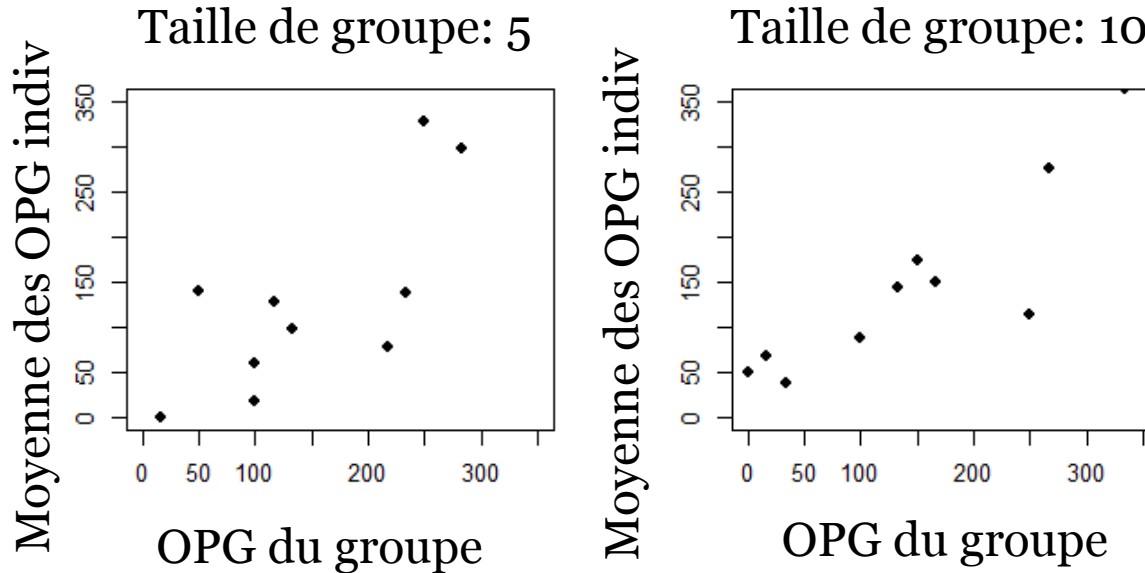 Taille de groupe: 5
Moyenne des OPG indiv
350
250
150
50
0
0 50 100 200 300
OPG du groupe
Taille de groupe: 10
Moyenne des OPG indiv
350
250
150
50
0
0 50 100 200 300
OPG du groupe